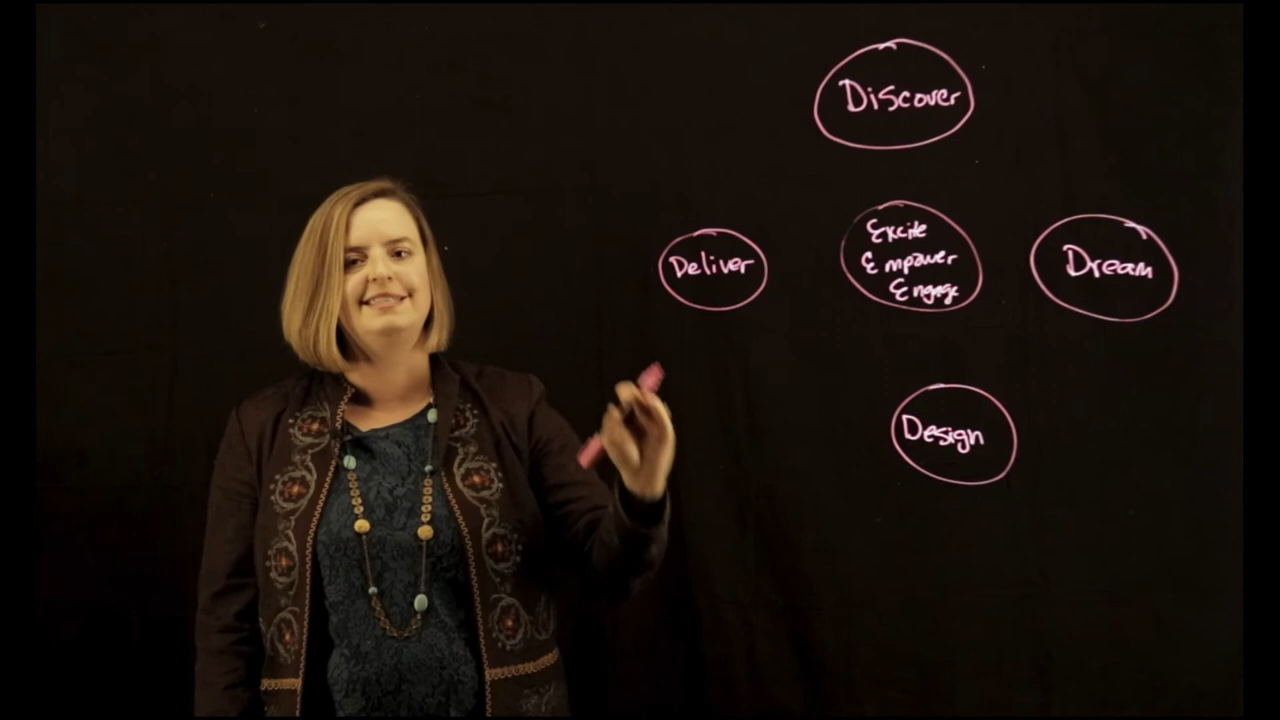 Discover
Deliver
Excite
Empower
Engage
Dream
Design